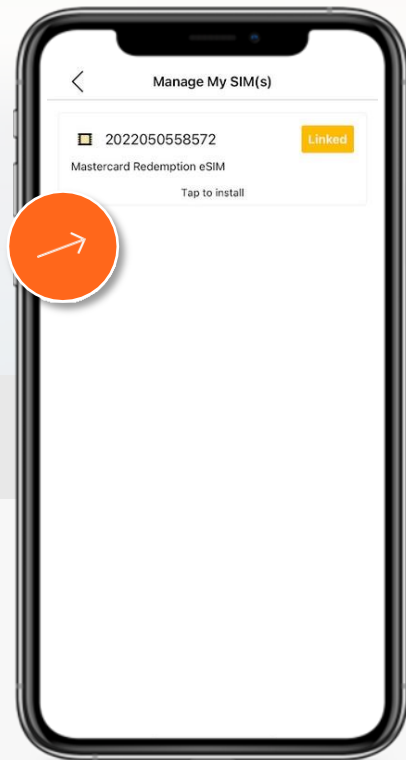 Manage My SIM(s)
2022050558572
Linked
Mastercard Redemption eSIM
Tap to install